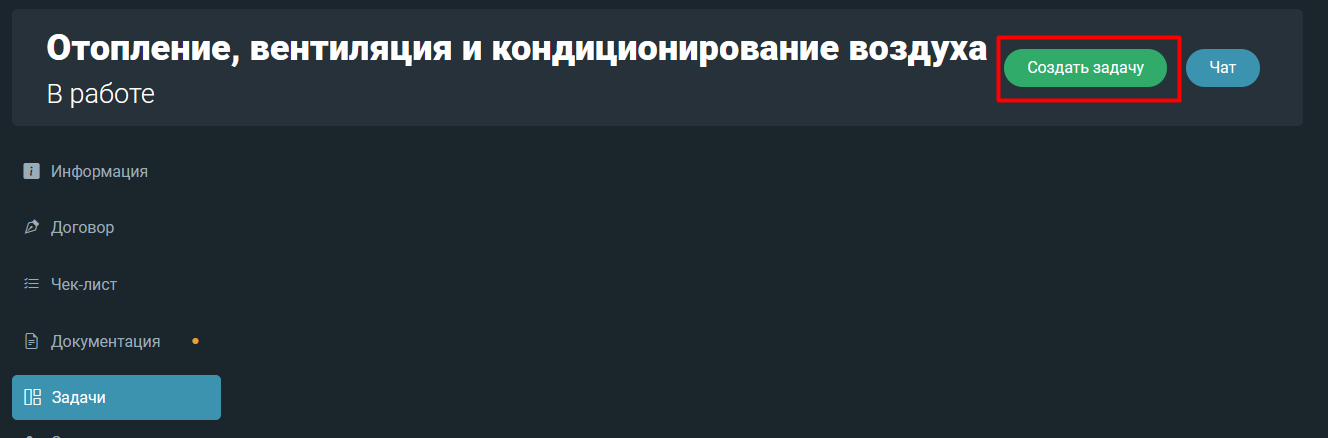 Отопление, вентиляция и кондиционирование воздуха
В работе
Создать задачу
Чат
Информация
Договор
Чек-лист
Документация
Задачи